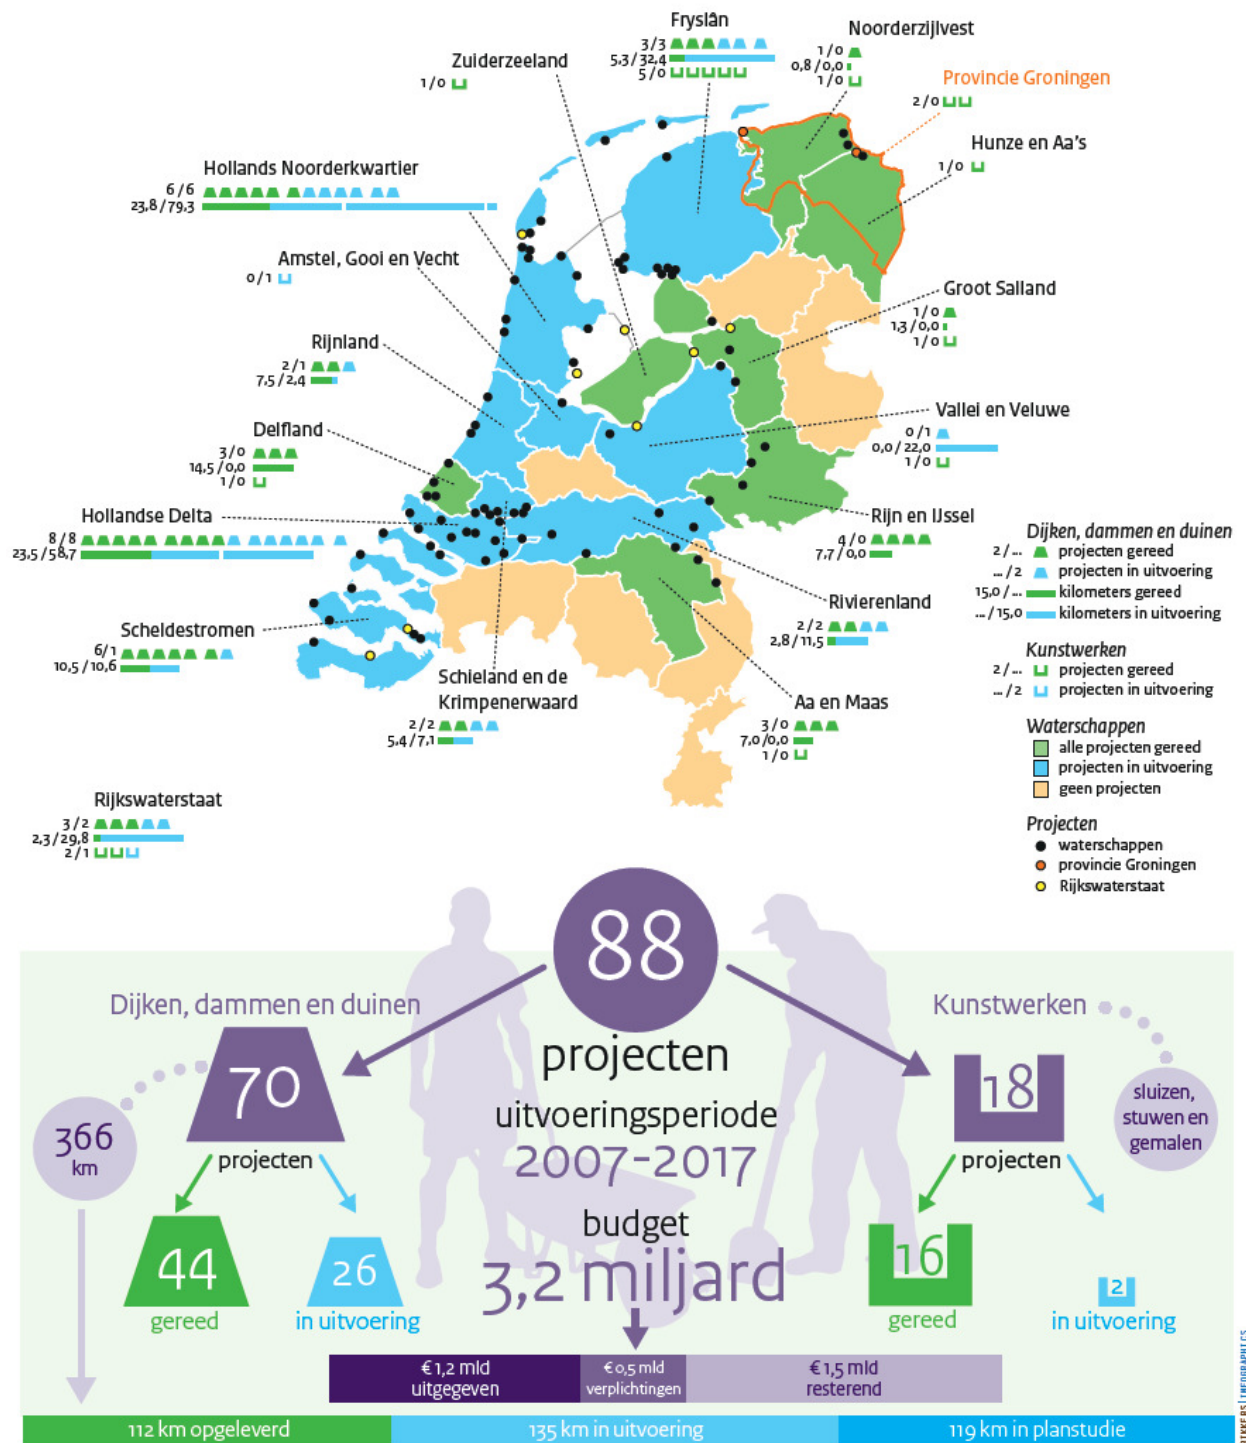 Fryslân
3/3
5,3/32,4
5/0
Noorderzijlvest
1/0
0,8/0,0
1/0
Zuiderzeeland
1/0
Provincie Groningen
2/0
Hunze en Aa's
1/0
Hollands Noorderkwartier
6/6
23,8/79,3
Amstel, Gooi en Vecht
0/1
Groot Salland
1/0
1,3/0,0
1/0
Rijnland
2/1
7,5/2,4
Vallei en Veluwe
0/1
0,0/22,0
1/0
Delfland
3/0
14,5/0,0
1/0
Hollandse Delta
8/8
23,5/58,7
Rijn en IJssel
4/0
7,7/0,0
Rivierenland
2/2
2,8/11,5
Scheldestromen
6/1
10,5/10,6
Schieland en de
Krimpenerwaard
2/2
5,4/7,1
Aa en Maas
3/0
7,0/0,0
1/0
Rijkswaterstaat
3/2
2,3/29,8
2/1
Dijken, dammen en duinen
2/... projecten gereed
.../2 projecten in uitvoering
15,0/... kilometers gereed
.../15,0 kilometers in uitvoering
Kunstwerken
2/... projecten gereed
.../2 projecten in uitvoering
Waterschappen
alle projecten gereed
projecten in uitvoering
geen projecten
Projecten
waterschappen
provincie Groningen
Rijkswaterstaat
88
projecten
uitvoeringsperiode
2007-2017
budget
3,2 miljard
Dijken, dammen en duinen
70
projecten
366
km
44
gereed
26
in uitvoering
Kunstwerken
18
projecten
sluizen,
stuwen en
gemalen
16
gereed
2
in uitvoering
€ 1,2 mld
uitgegeven
€ 0,5 mld
verplichtingen
€ 1,5 mld
resterend
112 km opgeleverd
135 km in uitvoering
119 km in planstudie